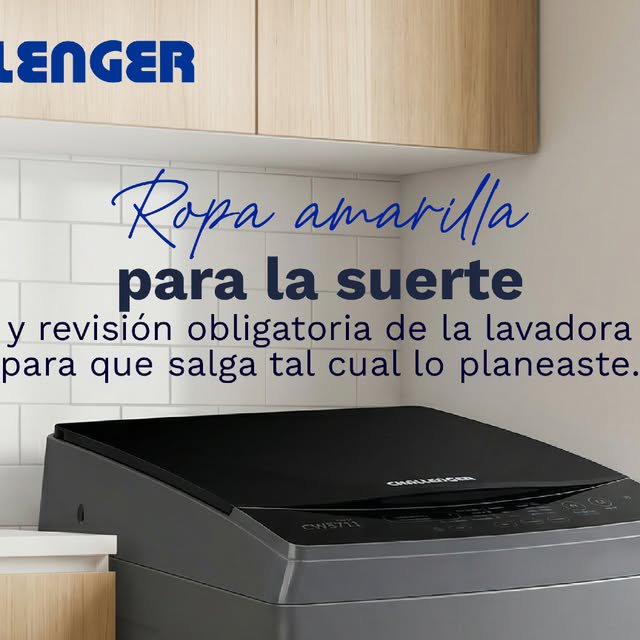 LENGER
Ropa amarilla
para la suerte
y revisión obligatoria de la lavadora
para que salga tal cual lo planeaste.
CHALLENGER